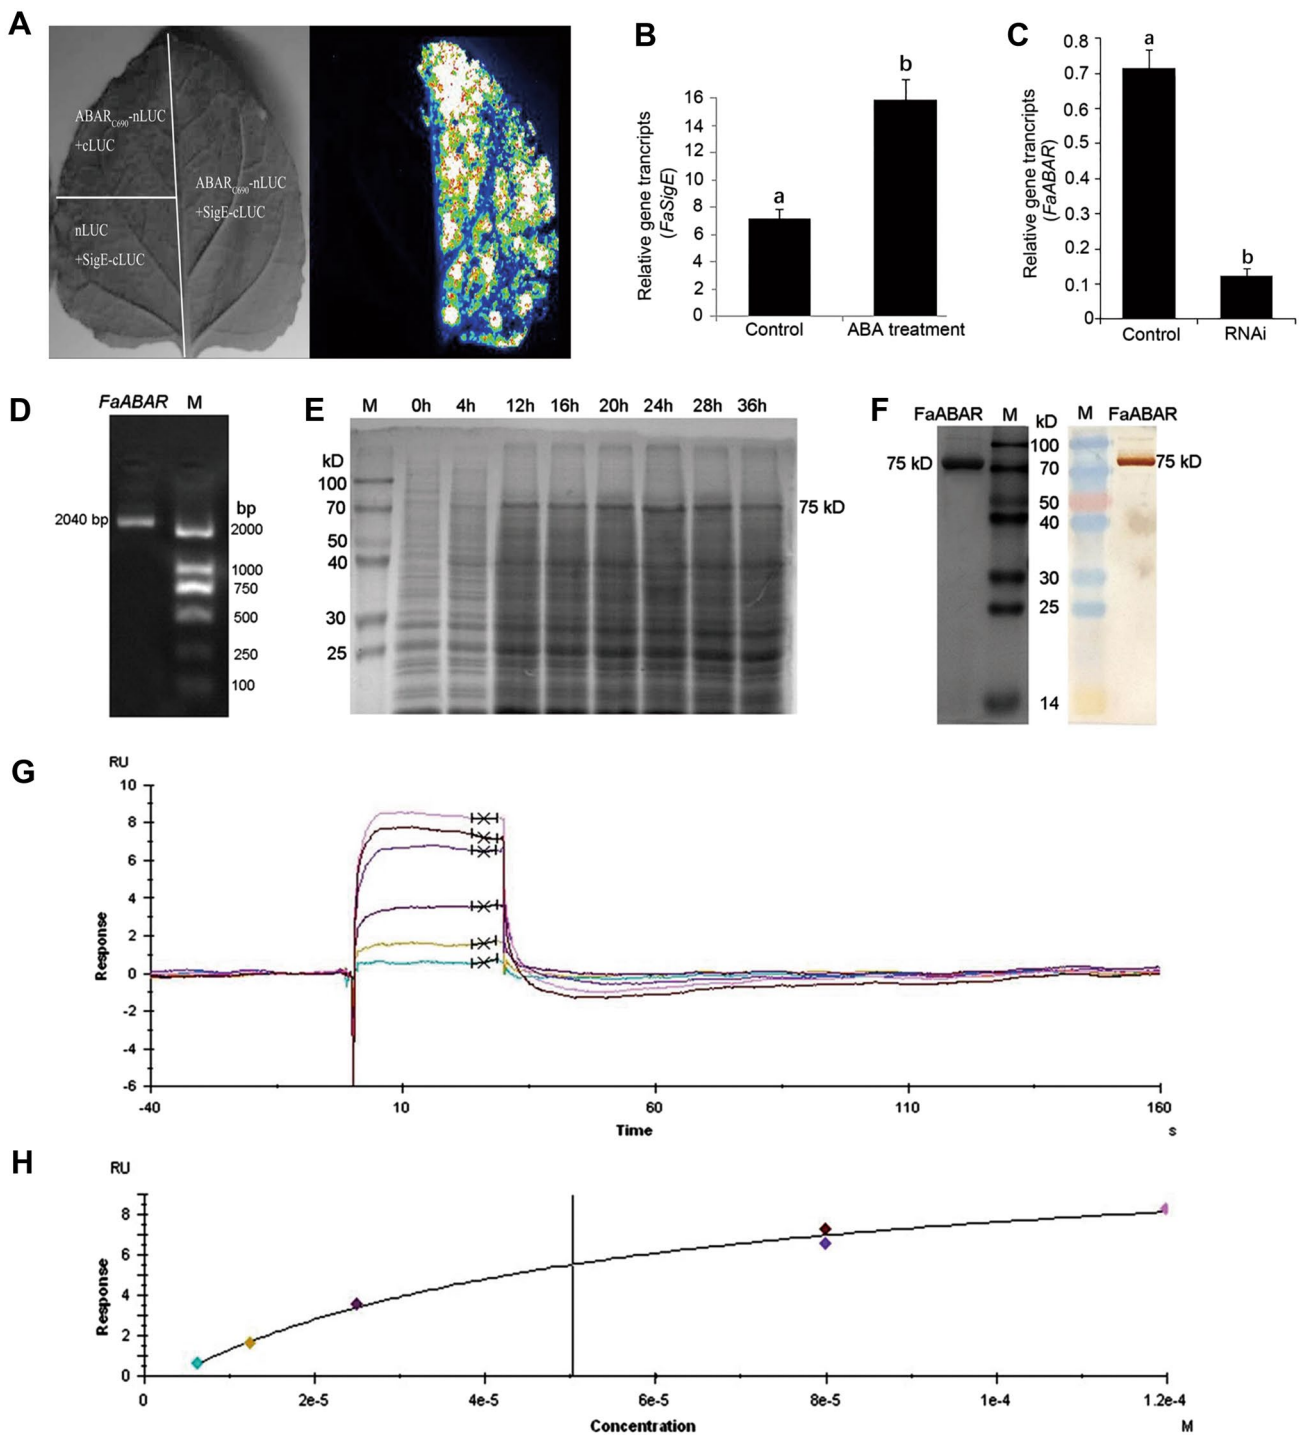 A
ABAR_C690-nLUC
+cLUC
ABAR_C690-nLUC
+SigE-cLUC
nLUC
+SigE-cLUC
B
Relative gene trancripts
(FaSigE)
16
14
12
10
8
6
4
2
0
a
b
Control
ABA treatment
C
Relative gene trancripts
(FaABAR)
0.8
0.7
0.6
0.5
0.4
0.3
0.2
0.1
0
a
b
Control
RNAi
D
FaABAR M
2040 bp
bp
2000
1000
750
500
250
100
E
M 0h 4h 12h 16h 20h 24h 28h 36h
kD
100
70
50
40
30
25
75 kD
F
FaABAR M
kD
M FaABAR
75 kD
100
70
50
40
30
25
14
75 kD
G
RU
10
8
6
4
2
0
-2
-4
-6
Response
-40 10 60 110 160
Time
s
H
RU
8
6
4
2
0
Response
0 2e-5 4e-5 6e-5 8e-5 1e-4 1.2e-4
Concentration
M